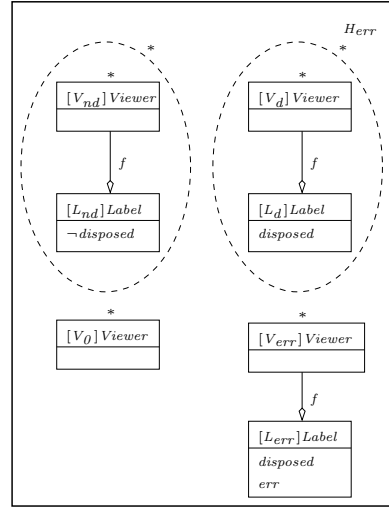 H_err
* *
* *
[V_nd] Viewer [V_d] Viewer
f f
[L_nd] Label [L_d] Label
¬disposed disposed
* *
[V_0] Viewer [V_err] Viewer
f
[L_err] Label
disposed
err